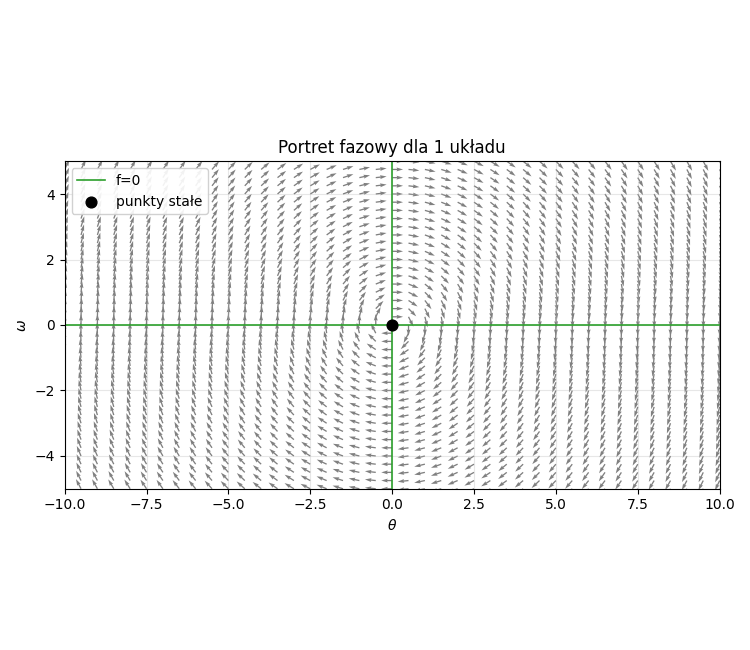 Portret fazowy dla 1 układu
f=0
punkty stałe
4
2
0
−2
−4
ω
−10.0 −7.5 −5.0 −2.5 0.0 2.5 5.0 7.5 10.0
θ